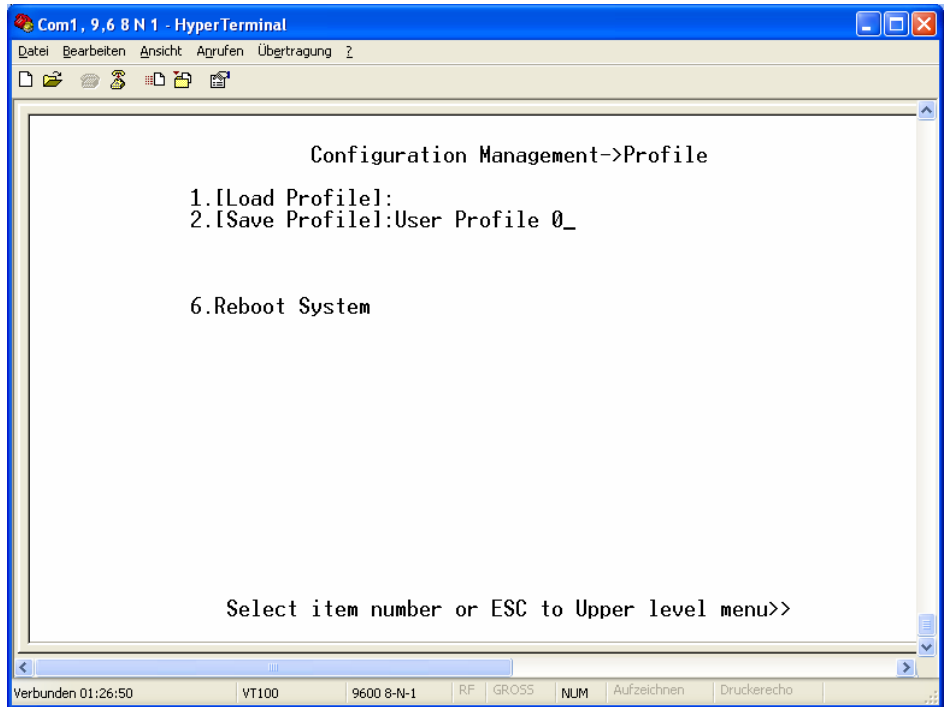 Com1, 9,6 8 N 1 - HyperTerminal
Datei Bearbeiten Ansicht Anrufen Übertragung ?
Configuration Management->Profile
1.[Load Profile]:
2.[Save Profile]:User Profile 0_
6.Reboot System
Select item number or ESC to Upper level menu>>
Verbunden 01:26:50 VT100 9600 8-N-1 RF GROSS NUM Aufzeichnen Druckerecho